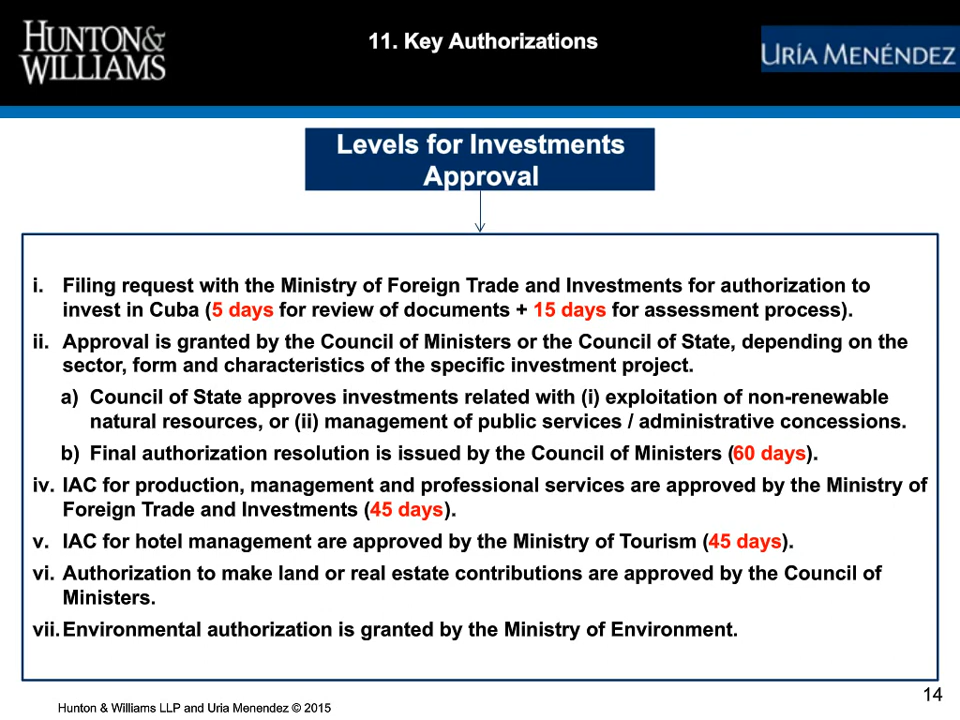 HUNTON&
WILLIAMS
11. Key Authorizations
URÍA MENÉNDEZ
Levels for Investments
Approval
i. Filing request with the Ministry of Foreign Trade and Investments for authorization to
invest in Cuba (5 days for review of documents + 15 days for assessment process).
ii. Approval is granted by the Council of Ministers or the Council of State, depending on the
sector, form and characteristics of the specific investment project.
a) Council of State approves investments related with (i) exploitation of non-renewable
natural resources, or (ii) management of public services / administrative concessions.
b) Final authorization resolution is issued by the Council of Ministers (60 days).
iv. IAC for production, management and professional services are approved by the Ministry of
Foreign Trade and Investments (45 days).
v. IAC for hotel management are approved by the Ministry of Tourism (45 days).
vi. Authorization to make land or real estate contributions are approved by the Council of
Ministers.
vii. Environmental authorization is granted by the Ministry of Environment.
14
Hunton & Williams LLP and Uria Menendez © 2015